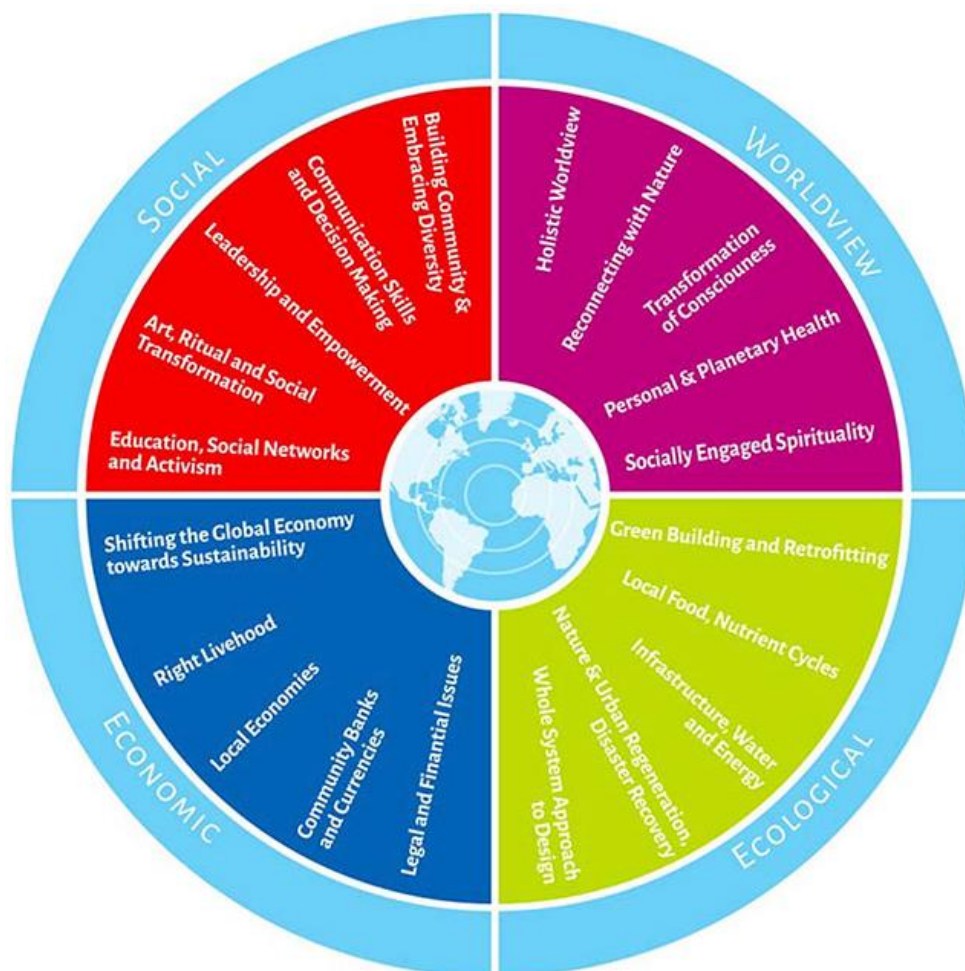 SOCIAL
Building Community &
Embracing Diversity
Communication Skills
and Decision Making
Leadership and Empowerment
Art, Ritual and Social
Transformation
Education, Social Networks
and Activism
WORLDVIEW
Holistic Worldview
Reconnecting with Nature
Transformation
of Consciouness
Personal & Planetary Health
Socially Engaged Spirituality
ECONOMIC
Shifting the Global Economy
towards Sustainability
Right Livehood
Local Economies
Community Banks
and Currencies
Legal and Finantial Issues
ECOLOGICAL
Green Building and Retrofitting
Local Food, Nutrient Cycles
Infrastructure, Water
and Energy
Nature & Urban Regeneration,
Disaster Recovery
Whole System Approach
to Design